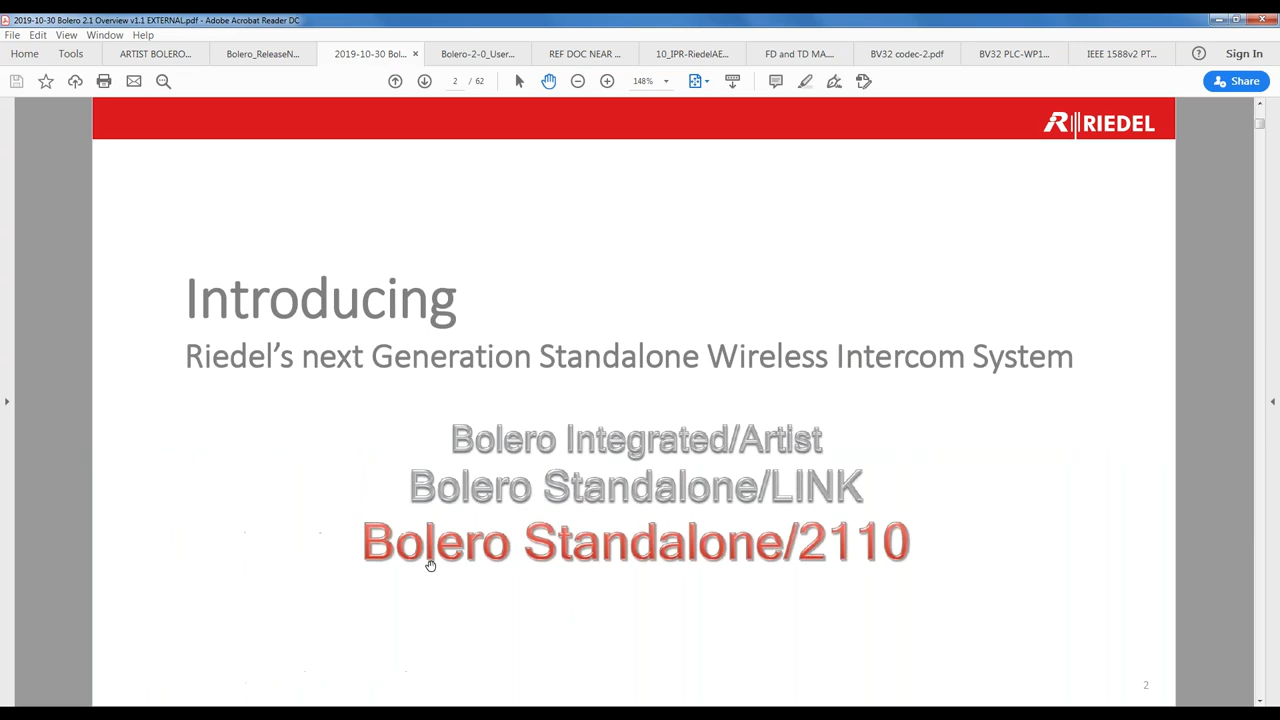 2019-10-30 Bolero 2.1 Overview v1.1 EXTERNAL.pdf - Adobe Acrobat Reader DC
File Edit View Window Help
Home Tools ARTIST BOLERO... Bolero_ReleaseN... 2019-10-30 Bol... × Bolero-2-0_User... REF DOC NEAR ... 10_IPR-RiedelAE... FD and TD MA... BV32 codec-2.pdf BV32 PLC-WP1... IEEE 1588v2 PT... Sign In
2 / 62 148% Share
RIEDEL
Introducing
Riedel’s next Generation Standalone Wireless Intercom System
Bolero Integrated/Artist
Bolero Standalone/LINK
Bolero Standalone/2110
2